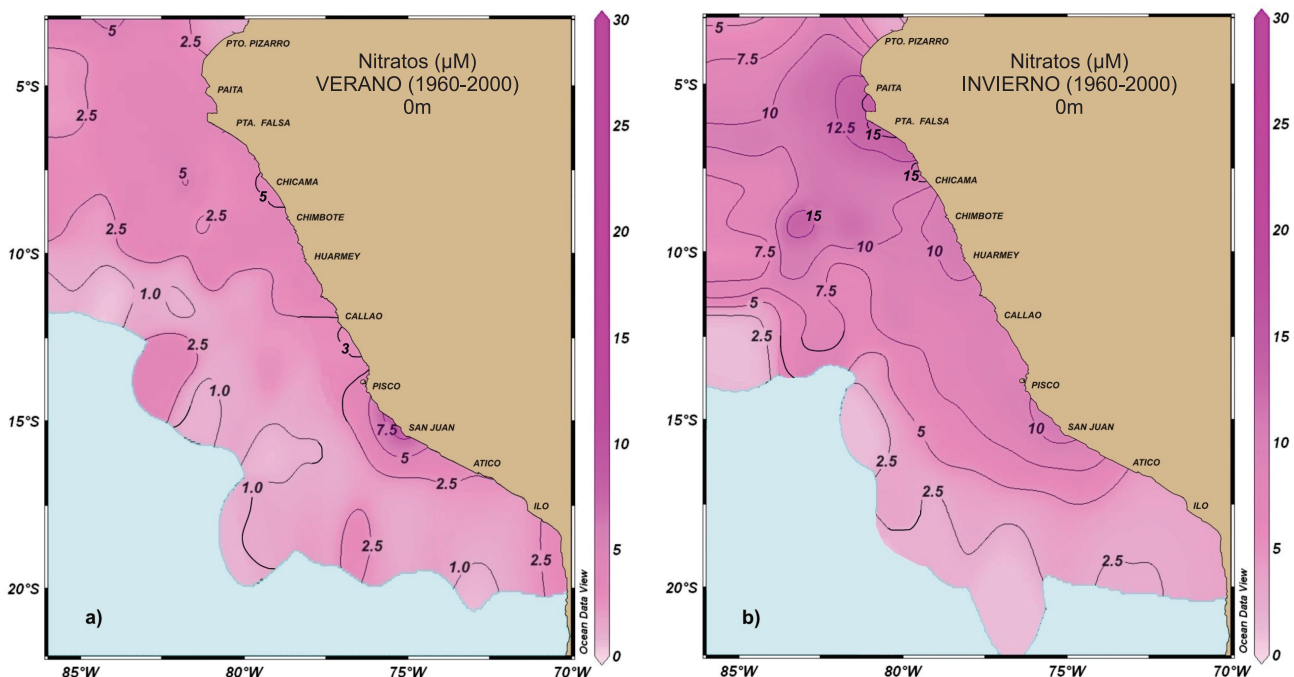 Nitratos (µM)
VERANO (1960-2000)
0m
PTO. PIZARRO
PAITA
PTA. FALSA
CHICAMA
CHIMBOTE
HUARMEY
CALLAO
PISCO
SAN JUAN
ATICO
ILO
5
2.5
2.5
5
5
2.5
2.5
1.0
3
2.5
1.0
7.5
5
2.5
1.0
2.5
1.0
2.5
5°S
10°S
15°S
20°S
85°W
80°W
75°W
70°W
a)
Ocean Data View
30
25
20
15
10
5
0
Nitratos (µM)
INVIERNO (1960-2000)
0m
PTO. PIZARRO
PAITA
PTA. FALSA
CHICAMA
CHIMBOTE
HUARMEY
CALLAO
PISCO
SAN JUAN
ATICO
ILO
5
7.5
10
12.5
15
15
15
10
10
7.5
7.5
5
2.5
10
5
2.5
2.5
2.5
5°S
10°S
15°S
20°S
85°W
80°W
75°W
70°W
b)
Ocean Data View
30
25
20
15
10
5
0